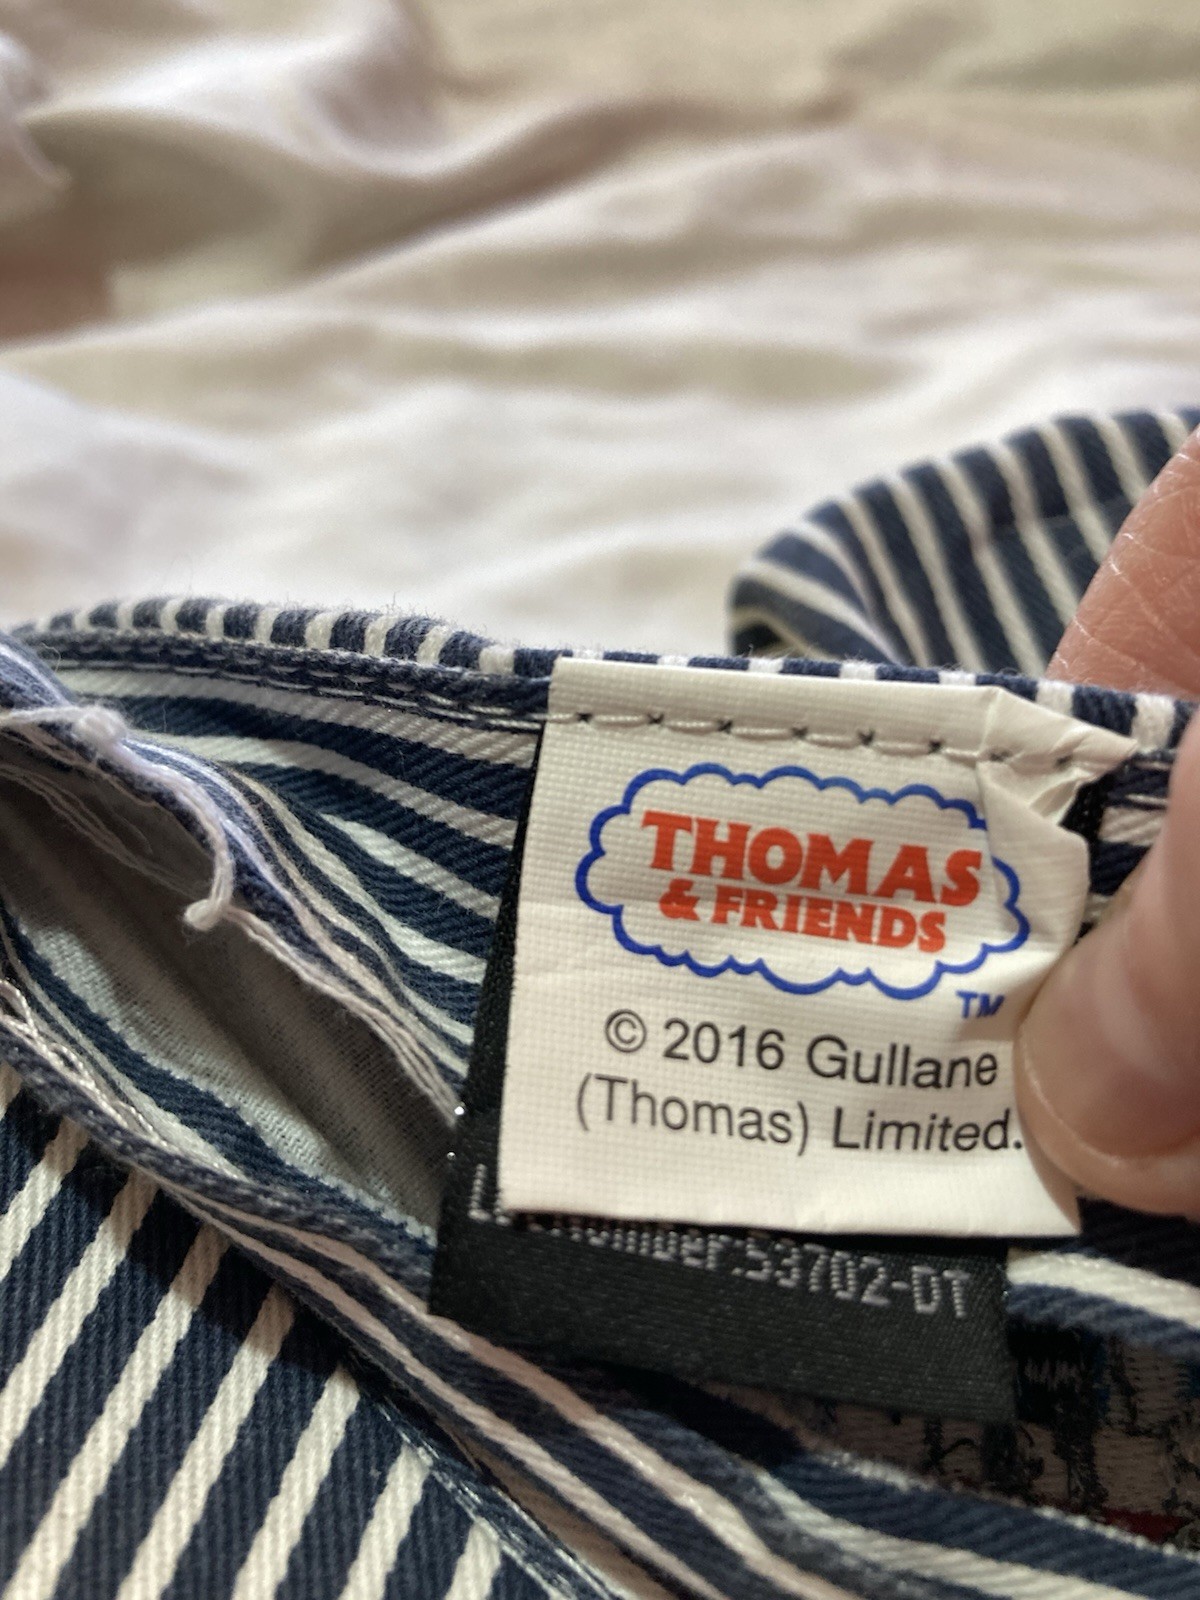 THOMAS
& FRIENDS
TM
© 2016 Gullane
(Thomas) Limited.
53702-DT